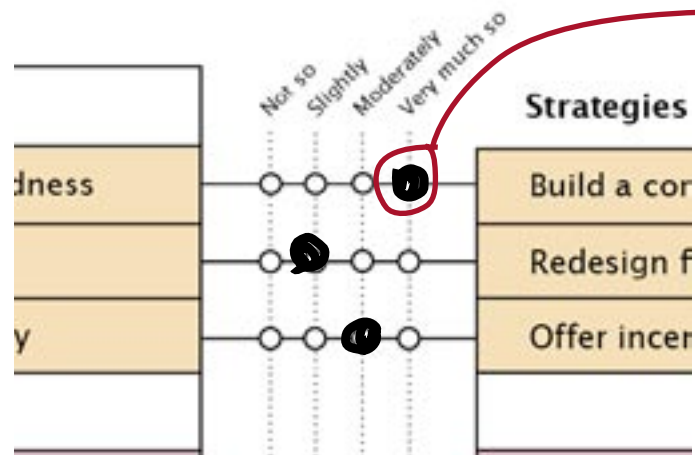 Not so
Slightly
Moderately
Very much so
Strategies
dness
Build a cor
Redesign f
y
Offer incer